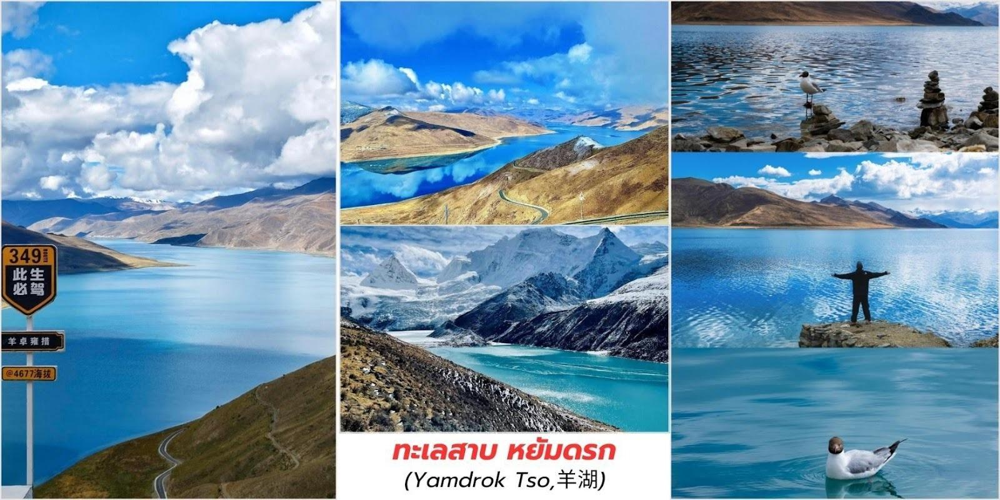 349 ROUTE
此生
必驾
羊卓雍措
@4677海拔
ทะเลสาบ หยัมดรก
(Yamdrok Tso,羊湖)